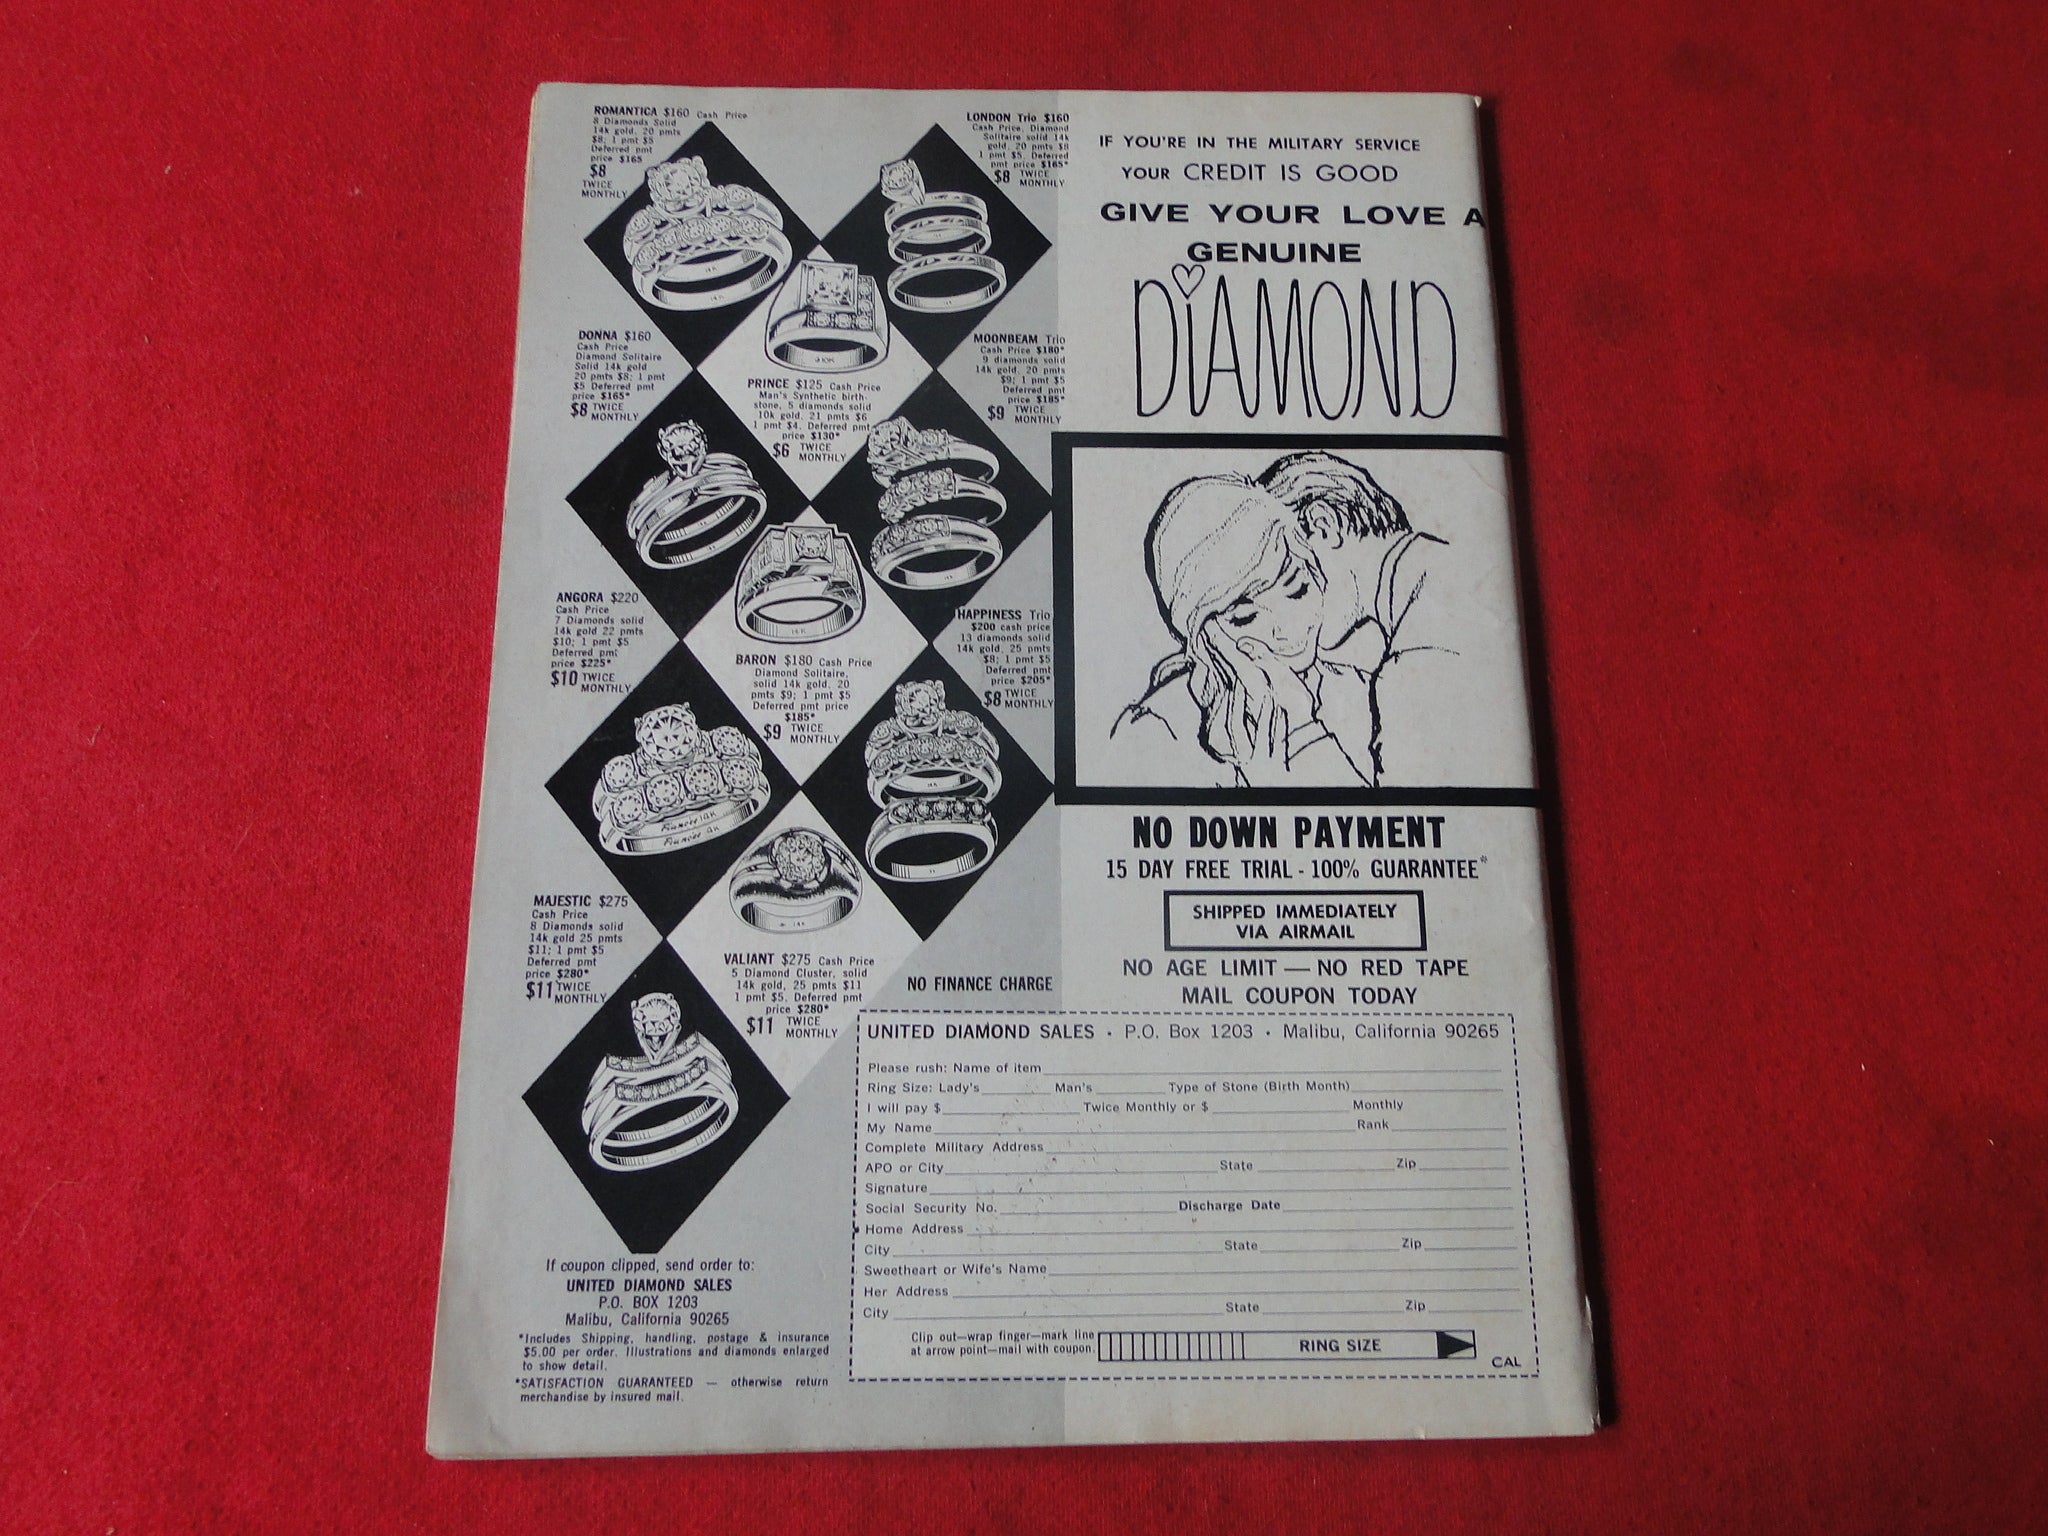 ROMANTICA $160 Cash Price
8 Diamonds Solid
14k gold, 20 pmts
$8; 1 pmt $5
Deferred pmt
price $165
$8
TWICE
MONTHLY
LONDON Trio $160
Cash Price, Diamond
Solitaire solid 14k
gold, 20 pmts $8
1 pmt $5. Deferred
pmt price $165*
$8 TWICE
MONTHLY
DONNA $160
Cash Price
Diamond Solitaire
Solid 14k gold
20 pmts $8; 1 pmt
$5 Deferred pmt
price $165*
$8 TWICE
MONTHLY
PRINCE $125 Cash Price
Man's Synthetic birth-
stone, 5 diamonds solid
10k gold. 21 pmts $6
1 pmt $4. Deferred pmt
price $130*
$6 TWICE
MONTHLY
MOONBEAM Trio
Cash Price $180*
9 diamonds solid
14k gold, 20 pmts
$9; 1 pmt $5
Deferred pmt
price $185*
$9 TWICE
MONTHLY
ANGORA $220
Cash Price
7 Diamonds solid
14k gold 22 pmts
$10; 1 pmt $5
Deferred pmt
price $225*
$10 TWICE
MONTHLY
BARON $180 Cash Price
Diamond Solitaire,
solid 14k gold, 20
pmts $9; 1 pmt $5
Deferred pmt price
$185*
$9 TWICE
MONTHLY
HAPPINESS Trio
$200 cash price
13 diamonds solid
14k gold, 25 pmts
$8; 1 pmt $5
Deferred pmt
price $205*
$8 TWICE
MONTHLY
MAJESTIC $275
Cash Price
8 Diamonds solid
14k gold 25 pmts
$11; 1 pmt $5
Deferred pmt
price $280*
$11 TWICE
MONTHLY
VALIANT $275 Cash Price
5 Diamond Cluster, solid
14k gold, 25 pmts $11
1 pmt $5. Deferred pmt
price $280*
$11 TWICE
MONTHLY
NO FINANCE CHARGE
If coupon clipped, send order to:
UNITED DIAMOND SALES
P.O. BOX 1203
Malibu, California 90265
*Includes Shipping, handling, postage & insurance
$5.00 per order. Illustrations and diamonds enlarged
to show detail.
*SATISFACTION GUARANTEED — otherwise return
merchandise by insured mail.
IF YOU'RE IN THE MILITARY SERVICE
YOUR CREDIT IS GOOD
GIVE YOUR LOVE A
GENUINE
DiAMOND
NO DOWN PAYMENT
15 DAY FREE TRIAL - 100% GUARANTEE*
SHIPPED IMMEDIATELY
VIA AIRMAIL
NO AGE LIMIT — NO RED TAPE
MAIL COUPON TODAY
UNITED DIAMOND SALES • P.O. Box 1203 • Malibu, California 90265
Please rush: Name of item
Ring Size: Lady's Man's Type of Stone (Birth Month)
I will pay $ Twice Monthly or $ Monthly
My Name Rank
Complete Military Address
APO or City State Zip
Signature
Social Security No. Discharge Date
Home Address
City State Zip
Sweetheart or Wife's Name
Her Address
City State Zip
Clip out—wrap finger—mark line
at arrow point—mail with coupon.
RING SIZE
CAL